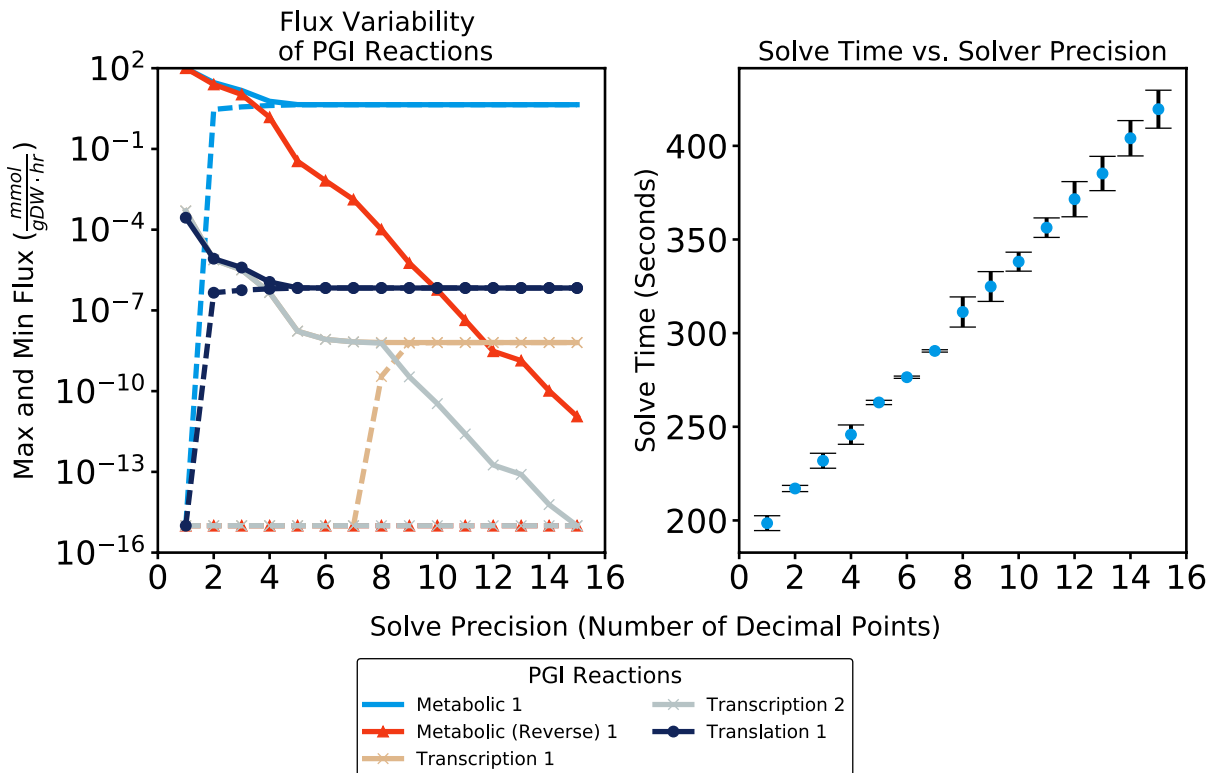 Flux Variability
of PGI Reactions
Max and Min Flux (mmol / gDW · hr)
10^2
10^−1
10^−4
10^−7
10^−10
10^−13
10^−16
0 2 4 6 8 10 12 14 16
Solve Time vs. Solver Precision
Solve Time (Seconds)
400
350
300
250
200
0 2 4 6 8 10 12 14 16
Solve Precision (Number of Decimal Points)
PGI Reactions
Metabolic 1
Metabolic (Reverse) 1
Transcription 1
Transcription 2
Translation 1